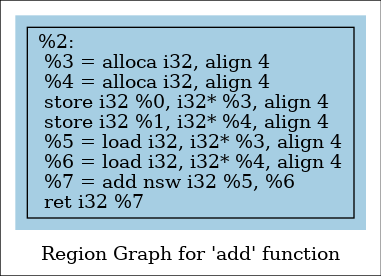 %2:
%3 = alloca i32, align 4
%4 = alloca i32, align 4
store i32 %0, i32* %3, align 4
store i32 %1, i32* %4, align 4
%5 = load i32, i32* %3, align 4
%6 = load i32, i32* %4, align 4
%7 = add nsw i32 %5, %6
ret i32 %7
Region Graph for 'add' function